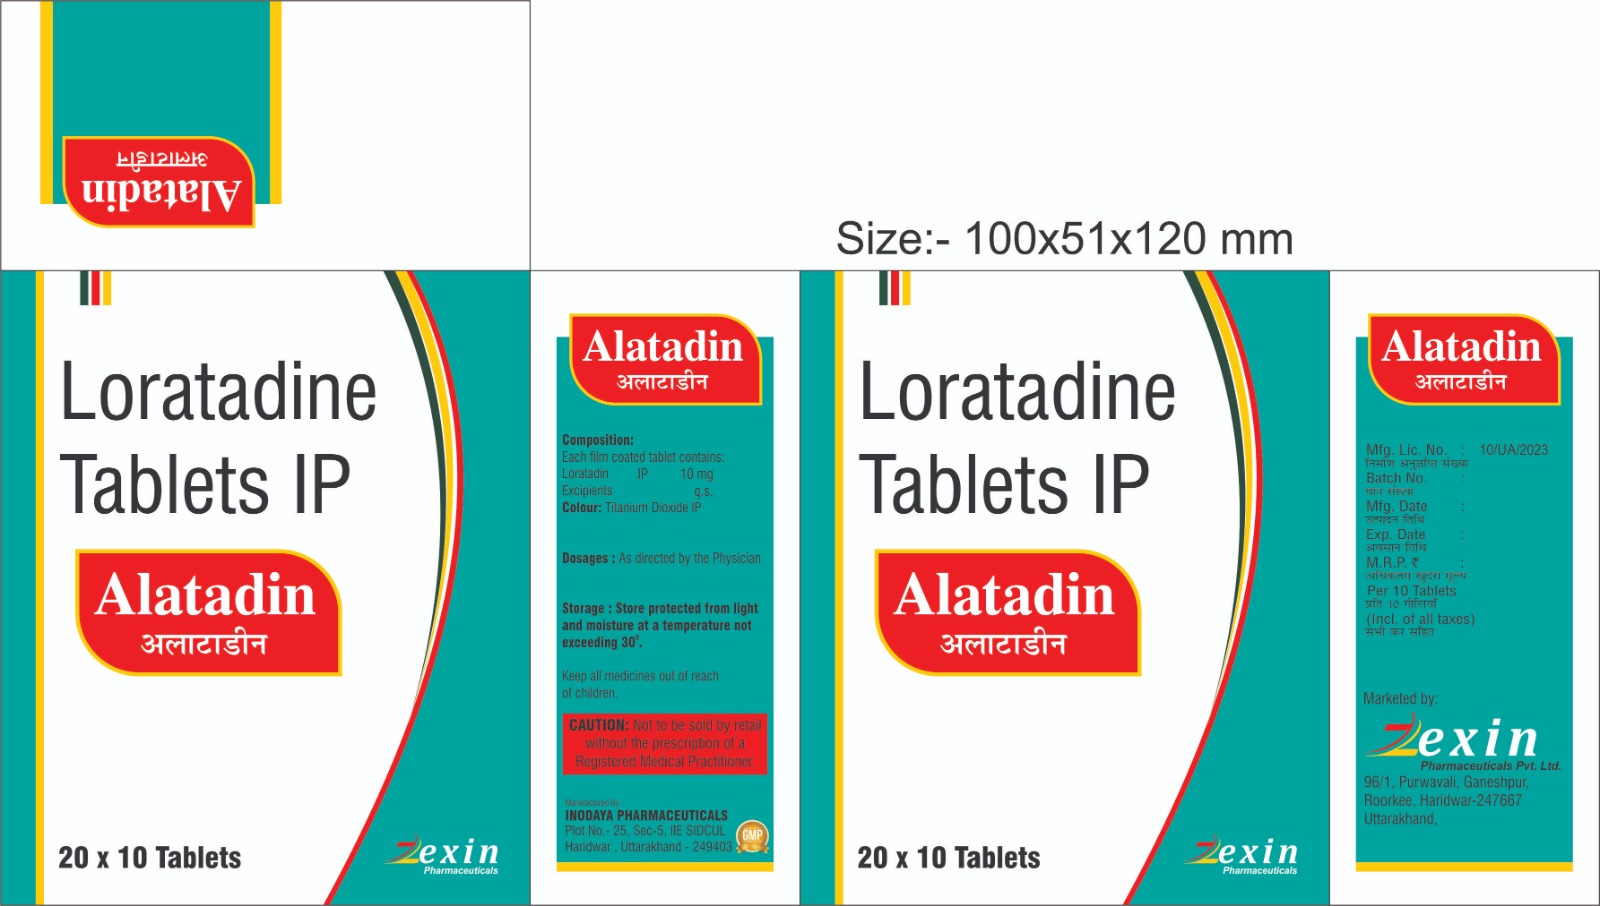 Alatadin
अलाटाडीन
Size:- 100x51x120 mm
Loratadine
Tablets IP
Alatadin
अलाटाडीन
20 x 10 Tablets
Zexin
Pharmaceuticals
Alatadin
अलाटाडीन
Composition:
Each film coated tablet contains:
Loratadin IP 10 mg
Excipients q.s.
Colour: Titanium Dioxide IP
Dosages : As directed by the Physician
Storage : Store protected from light
and moisture at a temperature not
exceeding 30°.
Keep all medicines out of reach
of children.
CAUTION: Not to be sold by retail
without the prescription of a
Registered Medical Practitioner.
Manufactured By :
INODAYA PHARMACEUTICALS
Plot No.- 25, Sec-5, IIE SIDCUL
Haridwar , Uttarakhand - 249403
GMP
Loratadine
Tablets IP
Alatadin
अलाटाडीन
20 x 10 Tablets
Zexin
Pharmaceuticals
Alatadin
अलाटाडीन
Mfg. Lic. No. : 10/UA/2023
निर्माण अनुज्ञप्ति संख्या
Batch No. :
घान संख्या
Mfg. Date :
उत्पादन तिथि
Exp. Date :
अवसान तिथि
M.R.P. ₹ :
अधिकतम खुदरा मूल्य
Per 10 Tablets
प्रति 10 गोलियाँ
(Incl. of all taxes)
सभी कर सहित
Marketed by:
Zexin
Pharmaceuticals Pvt. Ltd.
96/1, Purwavali, Ganeshpur,
Roorkee, Haridwar-247667
Uttarakhand,